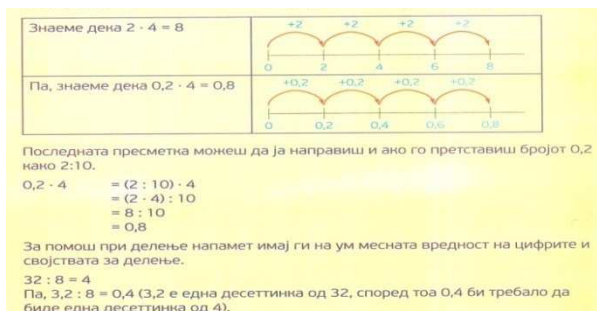 Знаеме дека 2 · 4 = 8
+2 +2 +2 +2
0 2 4 6 8
Па, знаеме дека 0,2 · 4 = 0,8
+0,2 +0,2 +0,2 +0,2
0 0,2 0,4 0,6 0,8
Последната пресметка можеш да ја направиш и ако го претставиш бројот 0,2
како 2:10.
0,2 · 4 = (2 : 10) · 4
= (2 · 4) : 10
= 8 : 10
= 0,8
За помош при делење напамет имај ги на ум месната вредност на цифрите и
својствата за делење.
32 : 8 = 4
Па, 3,2 : 8 = 0,4 (3,2 е една десеттинка од 32, според тоа 0,4 би требало да
биде една десеттинка од 4).